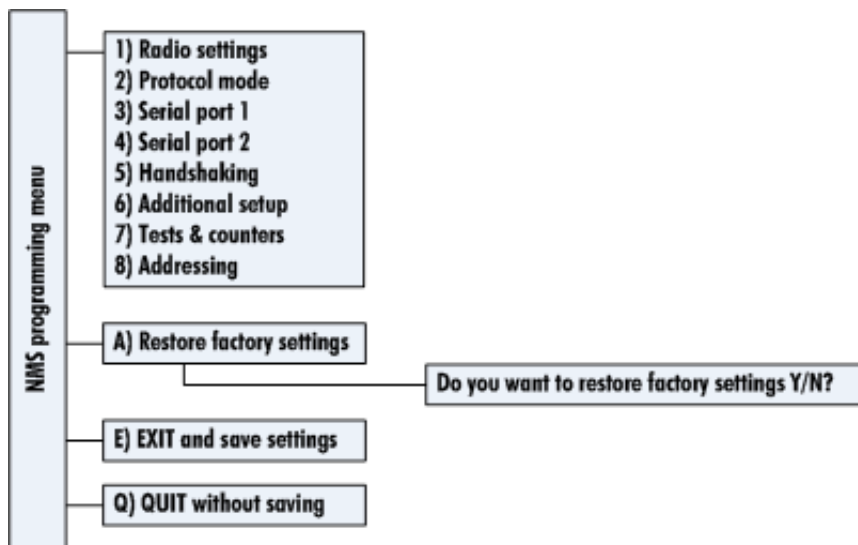 NMS programming menu
1) Radio settings
2) Protocol mode
3) Serial port 1
4) Serial port 2
5) Handshaking
6) Additional setup
7) Tests & counters
8) Addressing
A) Restore factory settings
Do you want to restore factory settings Y/N?
E) EXIT and save settings
Q) QUIT without saving